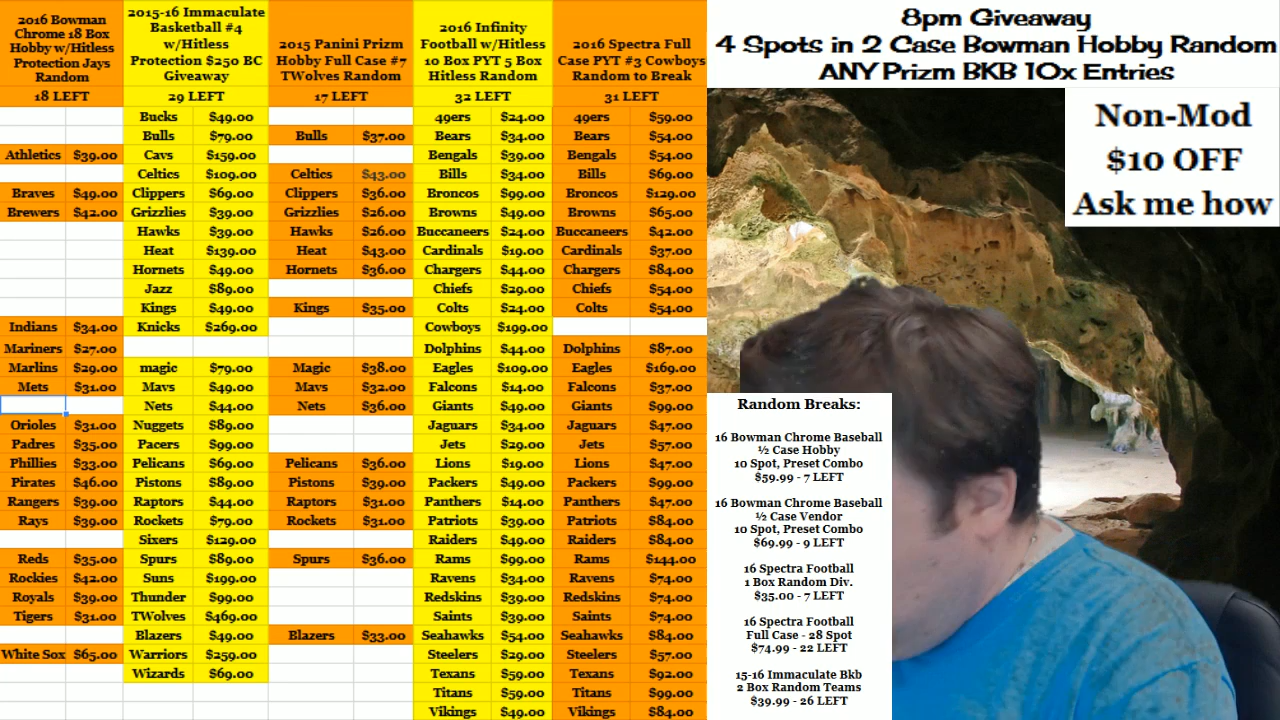 2016 Bowman
Chrome 18 Box
Hobby w/Hitless
Protection Jays
Random
18 LEFT
Athletics $39.00
Braves $49.00
Brewers $42.00
Indians $34.00
Mariners $27.00
Marlins $29.00
Mets $31.00
Orioles $31.00
Padres $35.00
Phillies $33.00
Pirates $46.00
Rangers $39.00
Rays $39.00
Reds $35.00
Rockies $42.00
Royals $39.00
Tigers $31.00
White Sox $65.00
2015-16 Immaculate
Basketball #4
w/Hitless
Protection $250 BC
Giveaway
29 LEFT
Bucks $49.00
Bulls $79.00
Cavs $159.00
Celtics $109.00
Clippers $69.00
Grizzlies $39.00
Hawks $39.00
Heat $139.00
Hornets $49.00
Jazz $89.00
Kings $49.00
Knicks $269.00
magic $79.00
Mavs $49.00
Nets $44.00
Nuggets $89.00
Pacers $99.00
Pelicans $69.00
Pistons $89.00
Raptors $44.00
Rockets $79.00
Sixers $129.00
Spurs $89.00
Suns $199.00
Thunder $99.00
TWolves $469.00
Blazers $49.00
Warriors $259.00
Wizards $69.00
2015 Panini Prizm
Hobby Full Case #7
TWolves Random
17 LEFT
Bulls $37.00
Celtics $43.00
Clippers $36.00
Grizzlies $26.00
Hawks $26.00
Heat $43.00
Hornets $36.00
Kings $35.00
Magic $38.00
Mavs $32.00
Nets $36.00
Pelicans $36.00
Pistons $39.00
Raptors $31.00
Rockets $31.00
Spurs $36.00
Blazers $33.00
2016 Infinity
Football w/Hitless
10 Box PYT 5 Box
Hitless Random
32 LEFT
49ers $24.00
Bears $34.00
Bengals $39.00
Bills $34.00
Broncos $99.00
Browns $49.00
Buccaneers $24.00
Cardinals $19.00
Chargers $44.00
Chiefs $29.00
Colts $24.00
Cowboys $199.00
Dolphins $44.00
Eagles $109.00
Falcons $14.00
Giants $49.00
Jaguars $34.00
Jets $29.00
Lions $19.00
Packers $49.00
Panthers $14.00
Patriots $39.00
Raiders $49.00
Rams $99.00
Ravens $34.00
Redskins $39.00
Saints $39.00
Seahawks $54.00
Steelers $29.00
Texans $59.00
Titans $59.00
Vikings $49.00
2016 Spectra Full
Case PYT #3 Cowboys
Random to Break
31 LEFT
49ers $59.00
Bears $54.00
Bengals $54.00
Bills $69.00
Broncos $129.00
Browns $65.00
Buccaneers $42.00
Cardinals $37.00
Chargers $84.00
Chiefs $54.00
Colts $54.00
Dolphins $87.00
Eagles $169.00
Falcons $37.00
Giants $99.00
Jaguars $47.00
Jets $57.00
Lions $47.00
Packers $99.00
Panthers $47.00
Patriots $84.00
Raiders $84.00
Rams $144.00
Ravens $74.00
Redskins $74.00
Saints $74.00
Seahawks $84.00
Steelers $57.00
Texans $92.00
Titans $99.00
Vikings $84.00
8pm Giveaway
4 Spots in 2 Case Bowman Hobby Random
ANY Prizm BKB 10x Entries
Non-Mod
$10 OFF
Ask me how
Random Breaks:
16 Bowman Chrome Baseball
½ Case Hobby
10 Spot, Preset Combo
$59.99 - 7 LEFT
16 Bowman Chrome Baseball
½ Case Vendor
10 Spot, Preset Combo
$69.99 - 9 LEFT
16 Spectra Football
1 Box Random Div.
$35.00 - 7 LEFT
16 Spectra Football
Full Case - 28 Spot
$74.99 - 22 LEFT
15-16 Immaculate Bkb
2 Box Random Teams
$39.99 - 26 LEFT